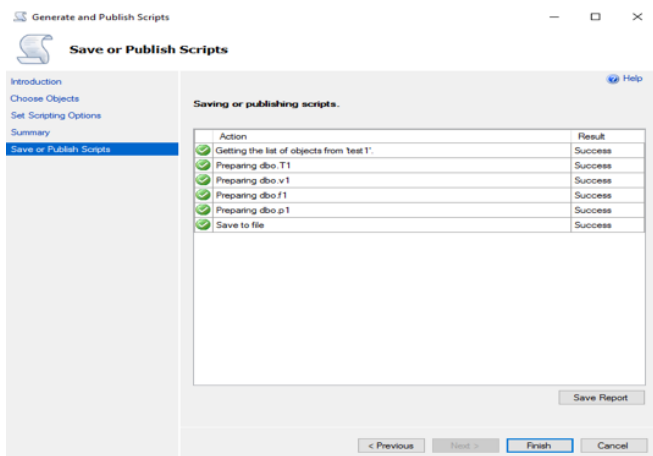 Generate and Publish Scripts
Save or Publish Scripts
Help
Introduction
Choose Objects
Set Scripting Options
Summary
Save or Publish Scripts
Saving or publishing scripts.
Action Result
Getting the list of objects from 'test1'. Success
Preparing dbo.T1 Success
Preparing dbo.v1 Success
Preparing dbo.f1 Success
Preparing dbo.p1 Success
Save to file Success
Save Report
< Previous Next > Finish Cancel